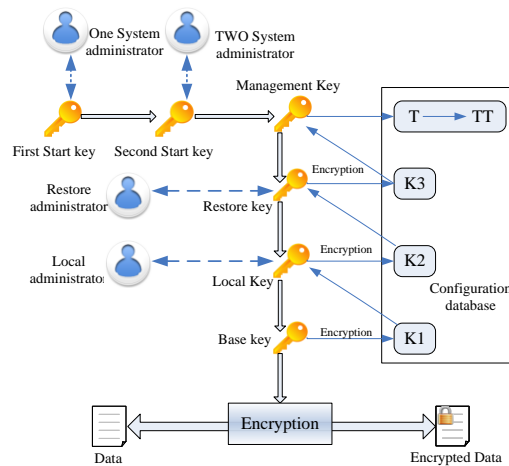 One System
administrator
TWO System
administrator
Management Key
T
TT
First Start key
Second Start key
Encryption
K3
Restore
administrator
Restore key
Encryption
K2
Local
administrator
Local Key
Configuration
database
Encryption
K1
Base key
Encryption
Data
Encrypted Data